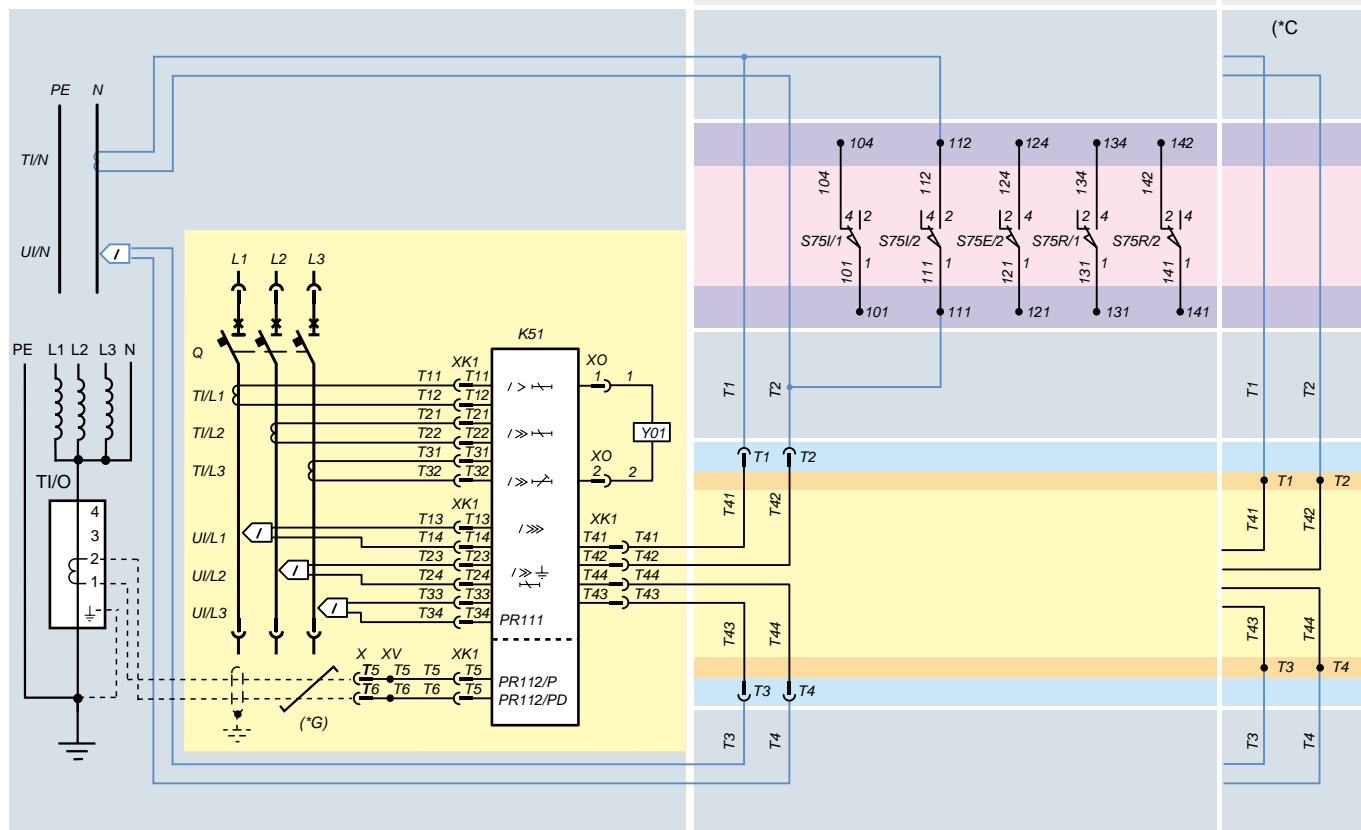 (*C
PE N
TI/N
UI/N
104 112 124 134 142
104 112 124 134 142
4 2 4 2 2 4 2 4 2 4
S75I/1 S75I/2 S75E/2 S75R/1 S75R/2
101 1 111 1 121 1 131 1 141 1
101 111 121 131 141
L1 L2 L3
PE L1 L2 L3 N
Q
K51
XK1
XO
TI/L1
T11 T11
T12 T12
1 1
I >
TI/L2
T21 T21
T22 T22
I >>
Y01
TI/L3
T31 T31
T32 T32
XO
2 2
I >>
T1 T2
T1 T2
T1 T2
T1 T2
TI/O
4
3
2
1
XK1
XK1
UI/L1
T13 T13
T14 T14
I >>>
T41 T41
T42 T42
T44 T44
T43 T43
UI/L2
T23 T23
T24 T24
I >>
UI/L3
T33 T33
T34 T34
PR111
T41 T42
T41 T42
T43 T44
T43 T44
X XV XK1
T5 T5 T5 T5
T6 T6 T6 T5
PR112/P
PR112/PD
(*G)
T3 T4
T3 T4
T3 T4
T3 T4
I
I
I
I